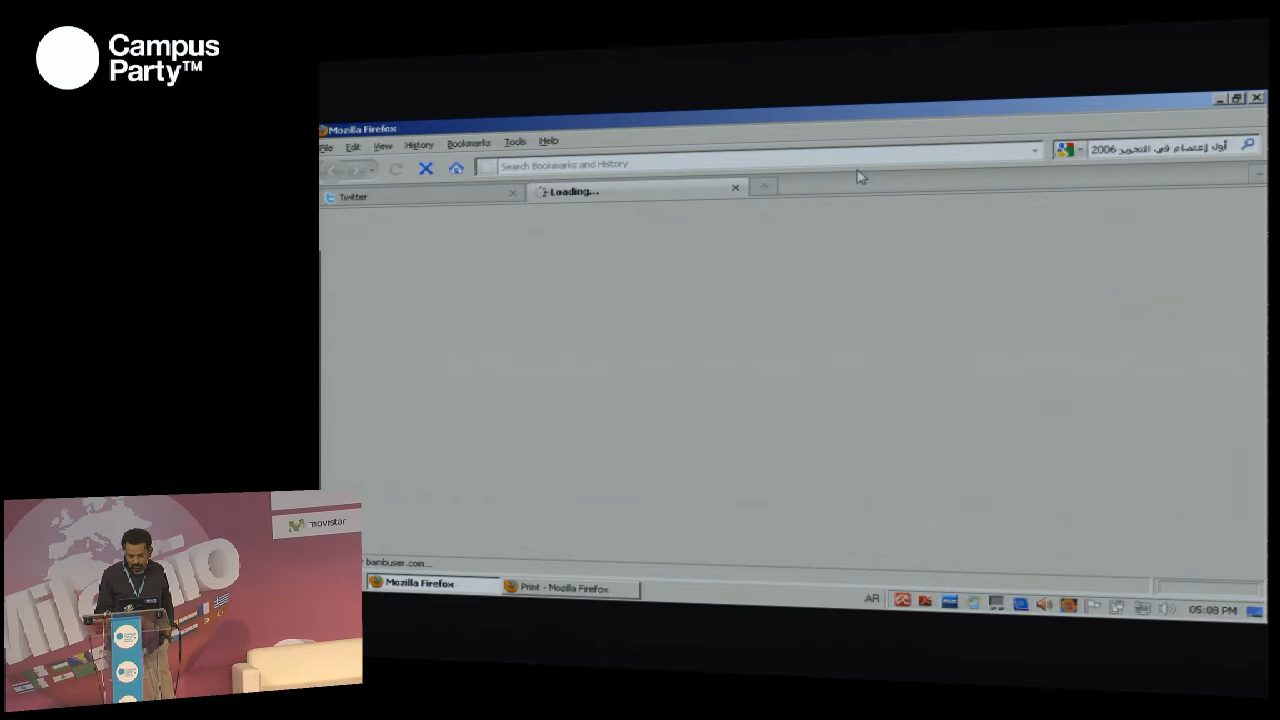 Campus
Party™
Mozilla Firefox
File Edit View History Bookmarks Tools Help
Search Bookmarks and History
أول إعتصام في التحرير 2006
Twitter
Loading...
bambuser.com...
Mozilla Firefox
Print - Mozilla Firefox
AR
05:08 PM
movistar
Milenio